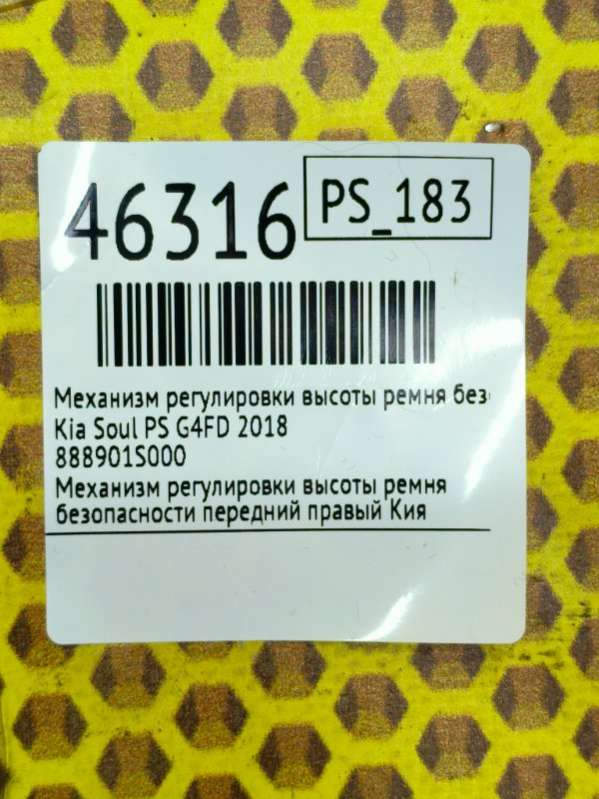 46316
PS_183
Механизм регулировки высоты ремня без
Kia Soul PS G4FD 2018
888901S000
Механизм регулировки высоты ремня
безопасности передний правый Кия